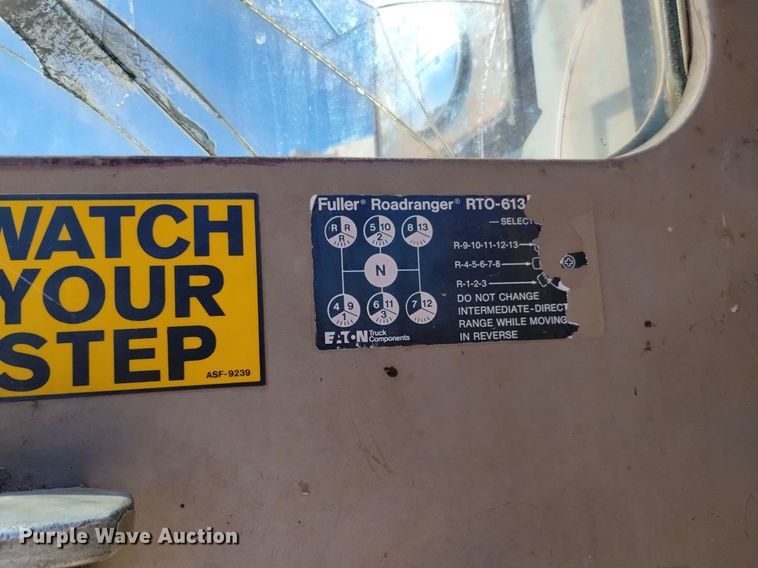 WATCH
YOUR
STEP
ASF-9239
Fuller® Roadranger® RTO-613
— SELECT
R R R
5 10 2
8 13
R-9-10-11-12-13
R-4-5-6-7-8
R-1-2-3
N
4 9 1
6 11 3
7 12
DO NOT CHANGE
INTERMEDIATE-DIRECT
RANGE WHILE MOVING
IN REVERSE
EATON Truck
Components
Purple Wave Auction